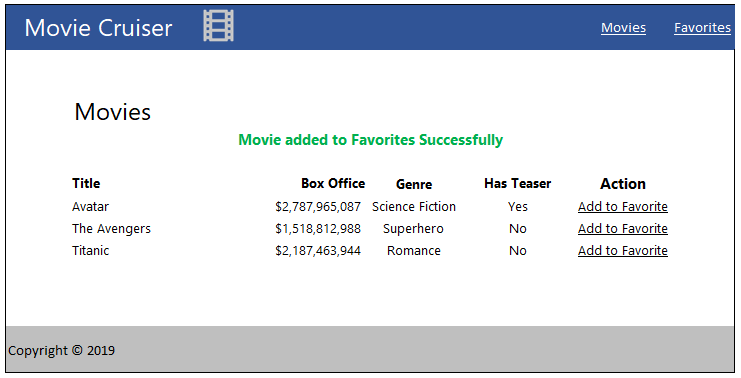 Movie Cruiser Movies Favorites
Movies
Movie added to Favorites Successfully
Title Box Office Genre Has Teaser Action
Avatar $2,787,965,087 Science Fiction Yes Add to Favorite
The Avengers $1,518,812,988 Superhero No Add to Favorite
Titanic $2,187,463,944 Romance No Add to Favorite
Copyright © 2019